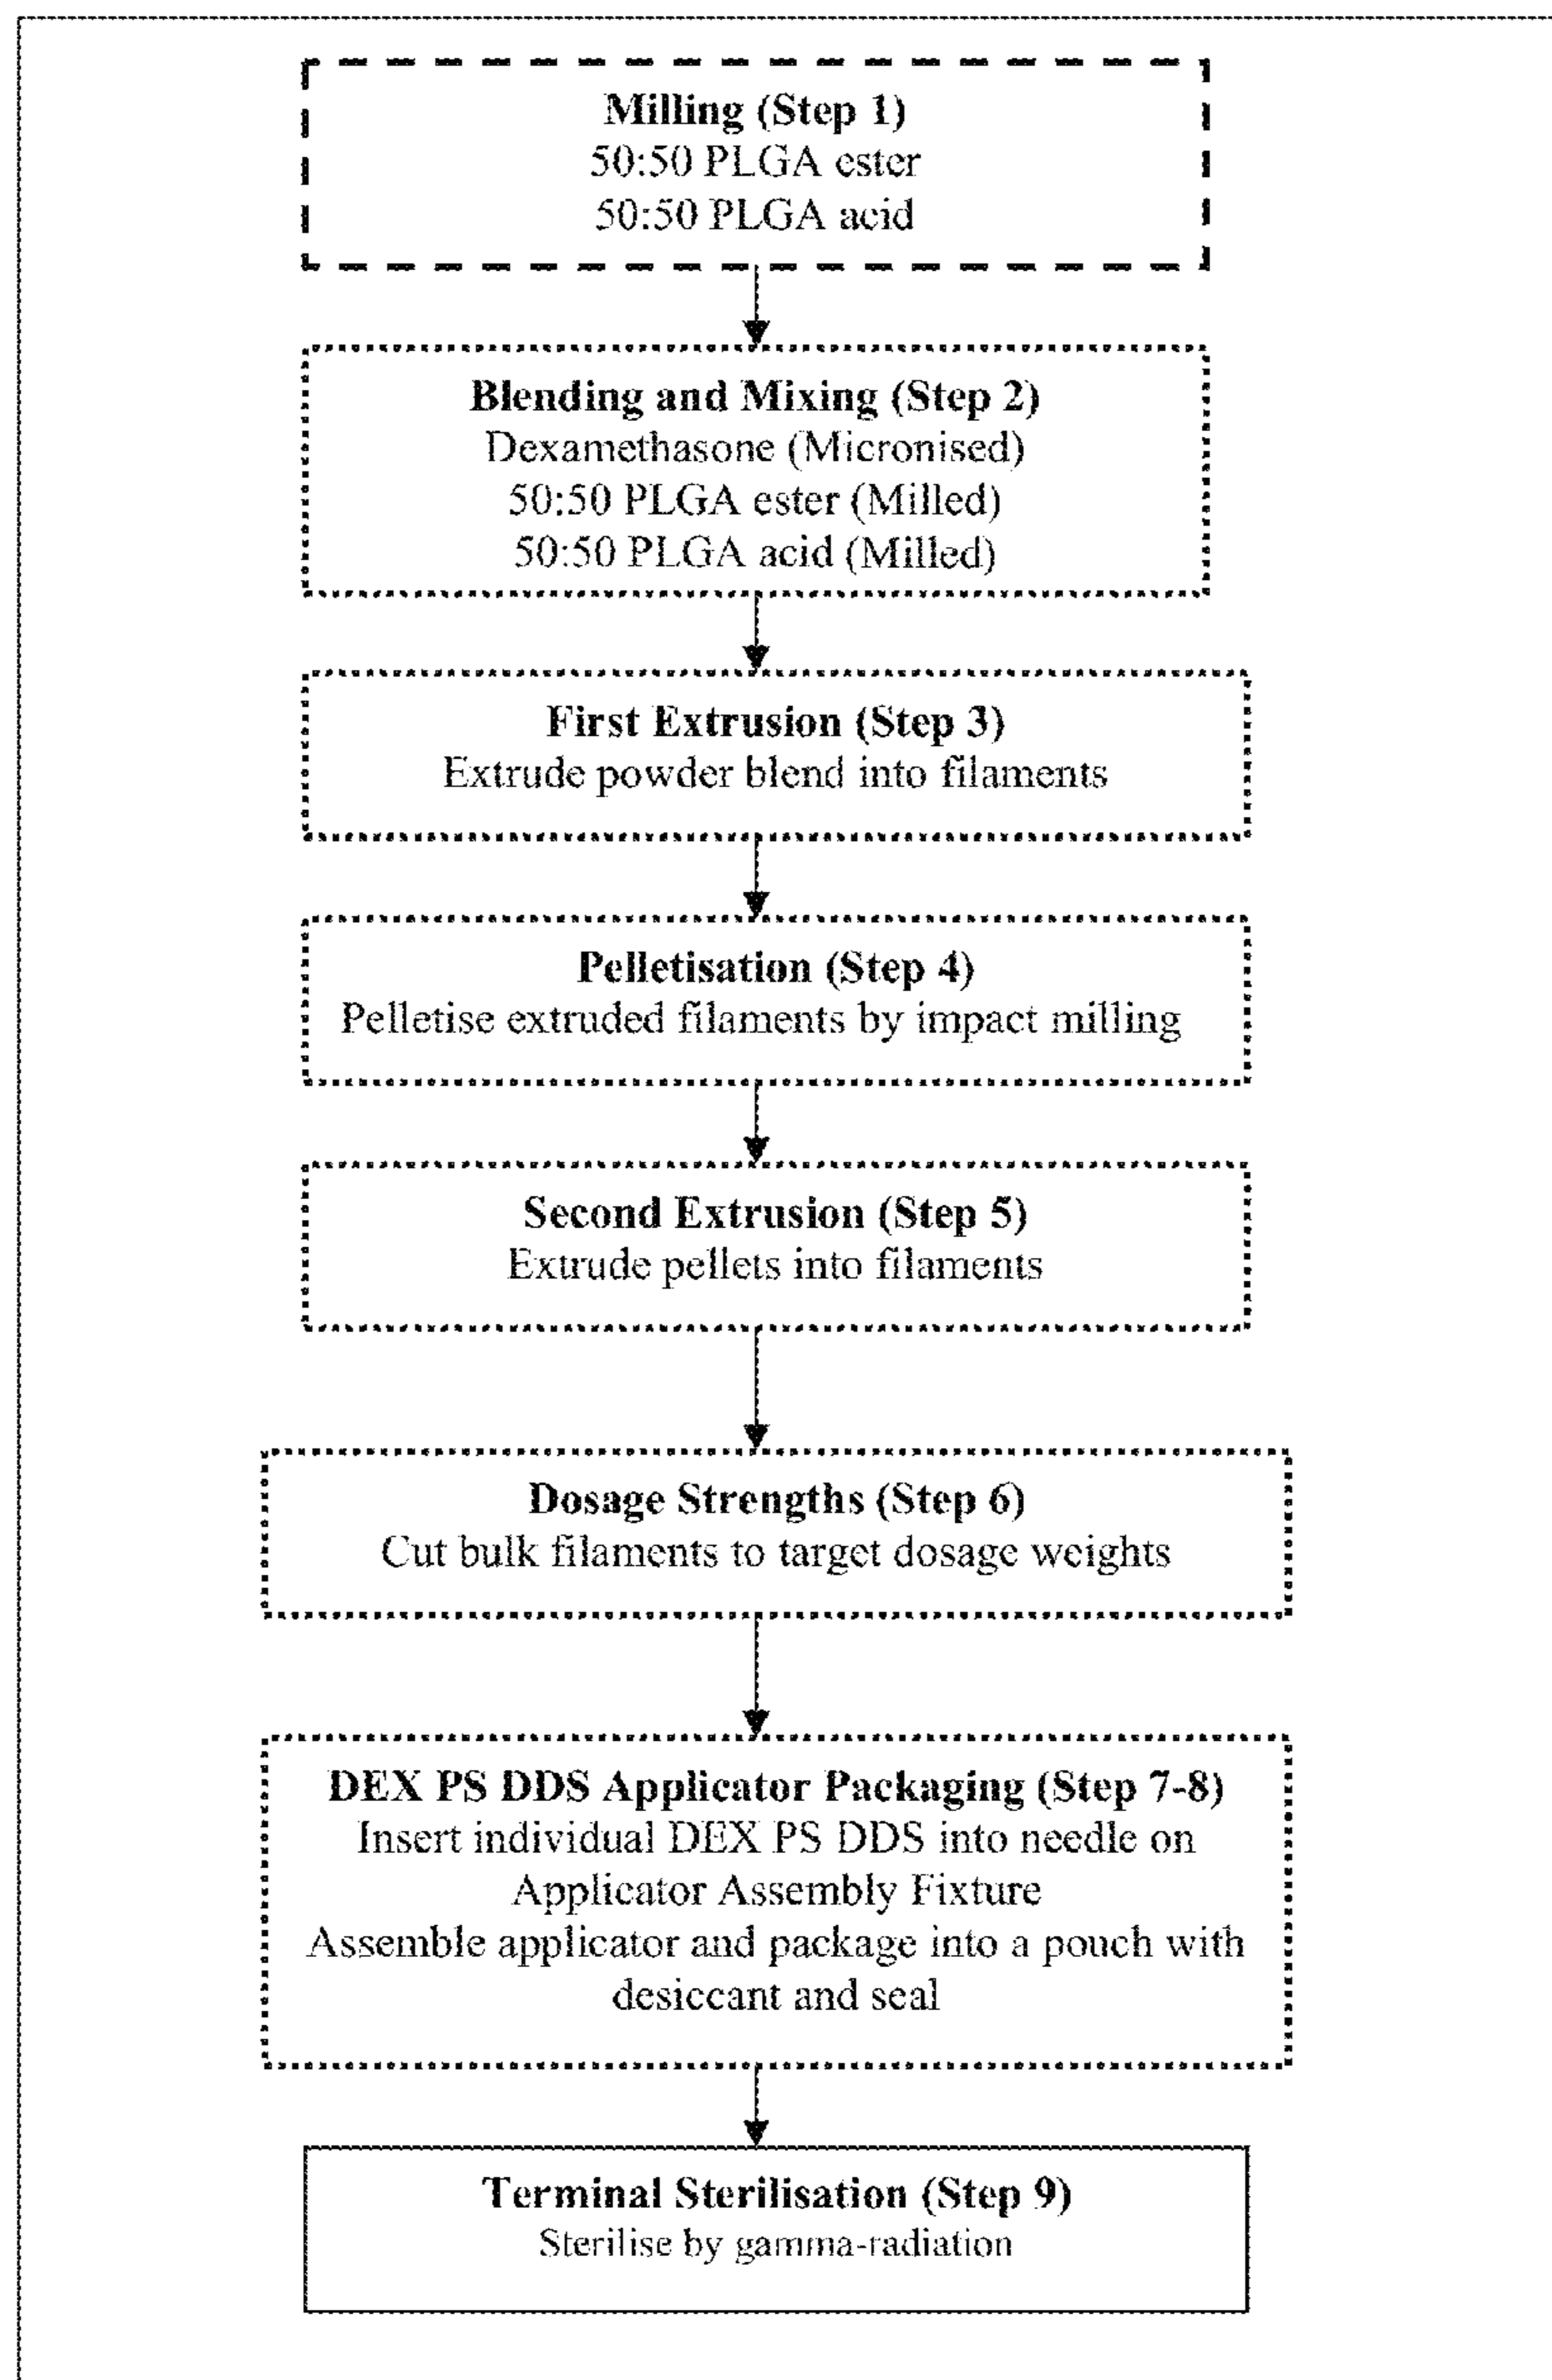 Milling (Step 1)
50:50 PLGA ester
50:50 PLGA acid
Blending and Mixing (Step 2)
Dexamethasone (Micronised)
50:50 PLGA ester (Milled)
50:50 PLGA acid (Milled)
First Extrusion (Step 3)
Extrude powder blend into filaments
Pelletisation (Step 4)
Pelletise extruded filaments by impact milling
Second Extrusion (Step 5)
Extrude pellets into filaments
Dosage Strengths (Step 6)
Cut bulk filaments to target dosage weights
DEX PS DDS Applicator Packaging (Step 7-8)
Insert individual DEX PS DDS into needle on
Applicator Assembly Fixture
Assemble applicator and package into a pouch with
desiccant and seal
Terminal Sterilisation (Step 9)
Sterilise by gamma-radiation